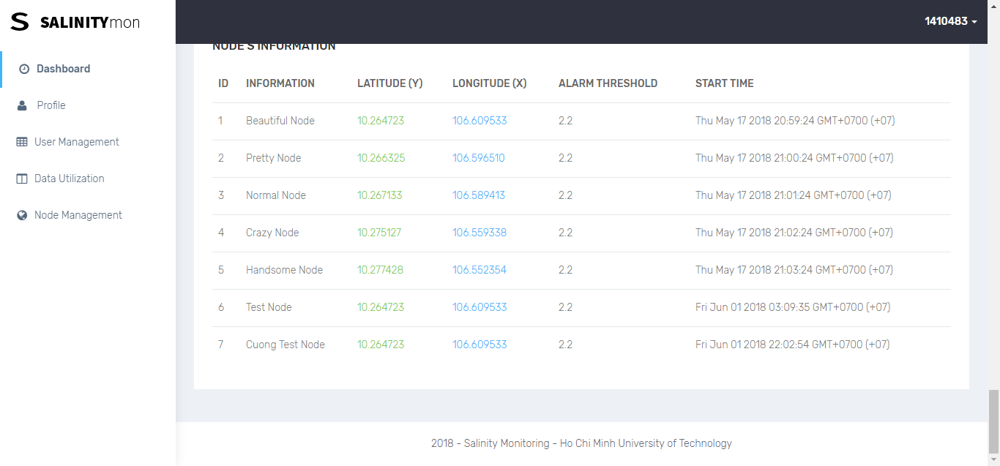 SALINITYmon
1410483
Dashboard
Profile
User Management
Data Utilization
Node Management
NODE'S INFORMATION
ID INFORMATION LATITUDE (Y) LONGITUDE (X) ALARM THRESHOLD START TIME
1 Beautiful Node 10.264723 106.609533 2.2 Thu May 17 2018 20:59:24 GMT+0700 (+07)
2 Pretty Node 10.266325 106.596510 2.2 Thu May 17 2018 21:00:24 GMT+0700 (+07)
3 Normal Node 10.267133 106.589413 2.2 Thu May 17 2018 21:01:24 GMT+0700 (+07)
4 Crazy Node 10.275127 106.559338 2.2 Thu May 17 2018 21:02:24 GMT+0700 (+07)
5 Handsome Node 10.277428 106.552354 2.2 Thu May 17 2018 21:03:24 GMT+0700 (+07)
6 Test Node 10.264723 106.609533 2.2 Fri Jun 01 2018 03:09:35 GMT+0700 (+07)
7 Cuong Test Node 10.264723 106.609533 2.2 Fri Jun 01 2018 22:02:54 GMT+0700 (+07)
2018 - Salinity Monitoring - Ho Chi Minh University of Technology